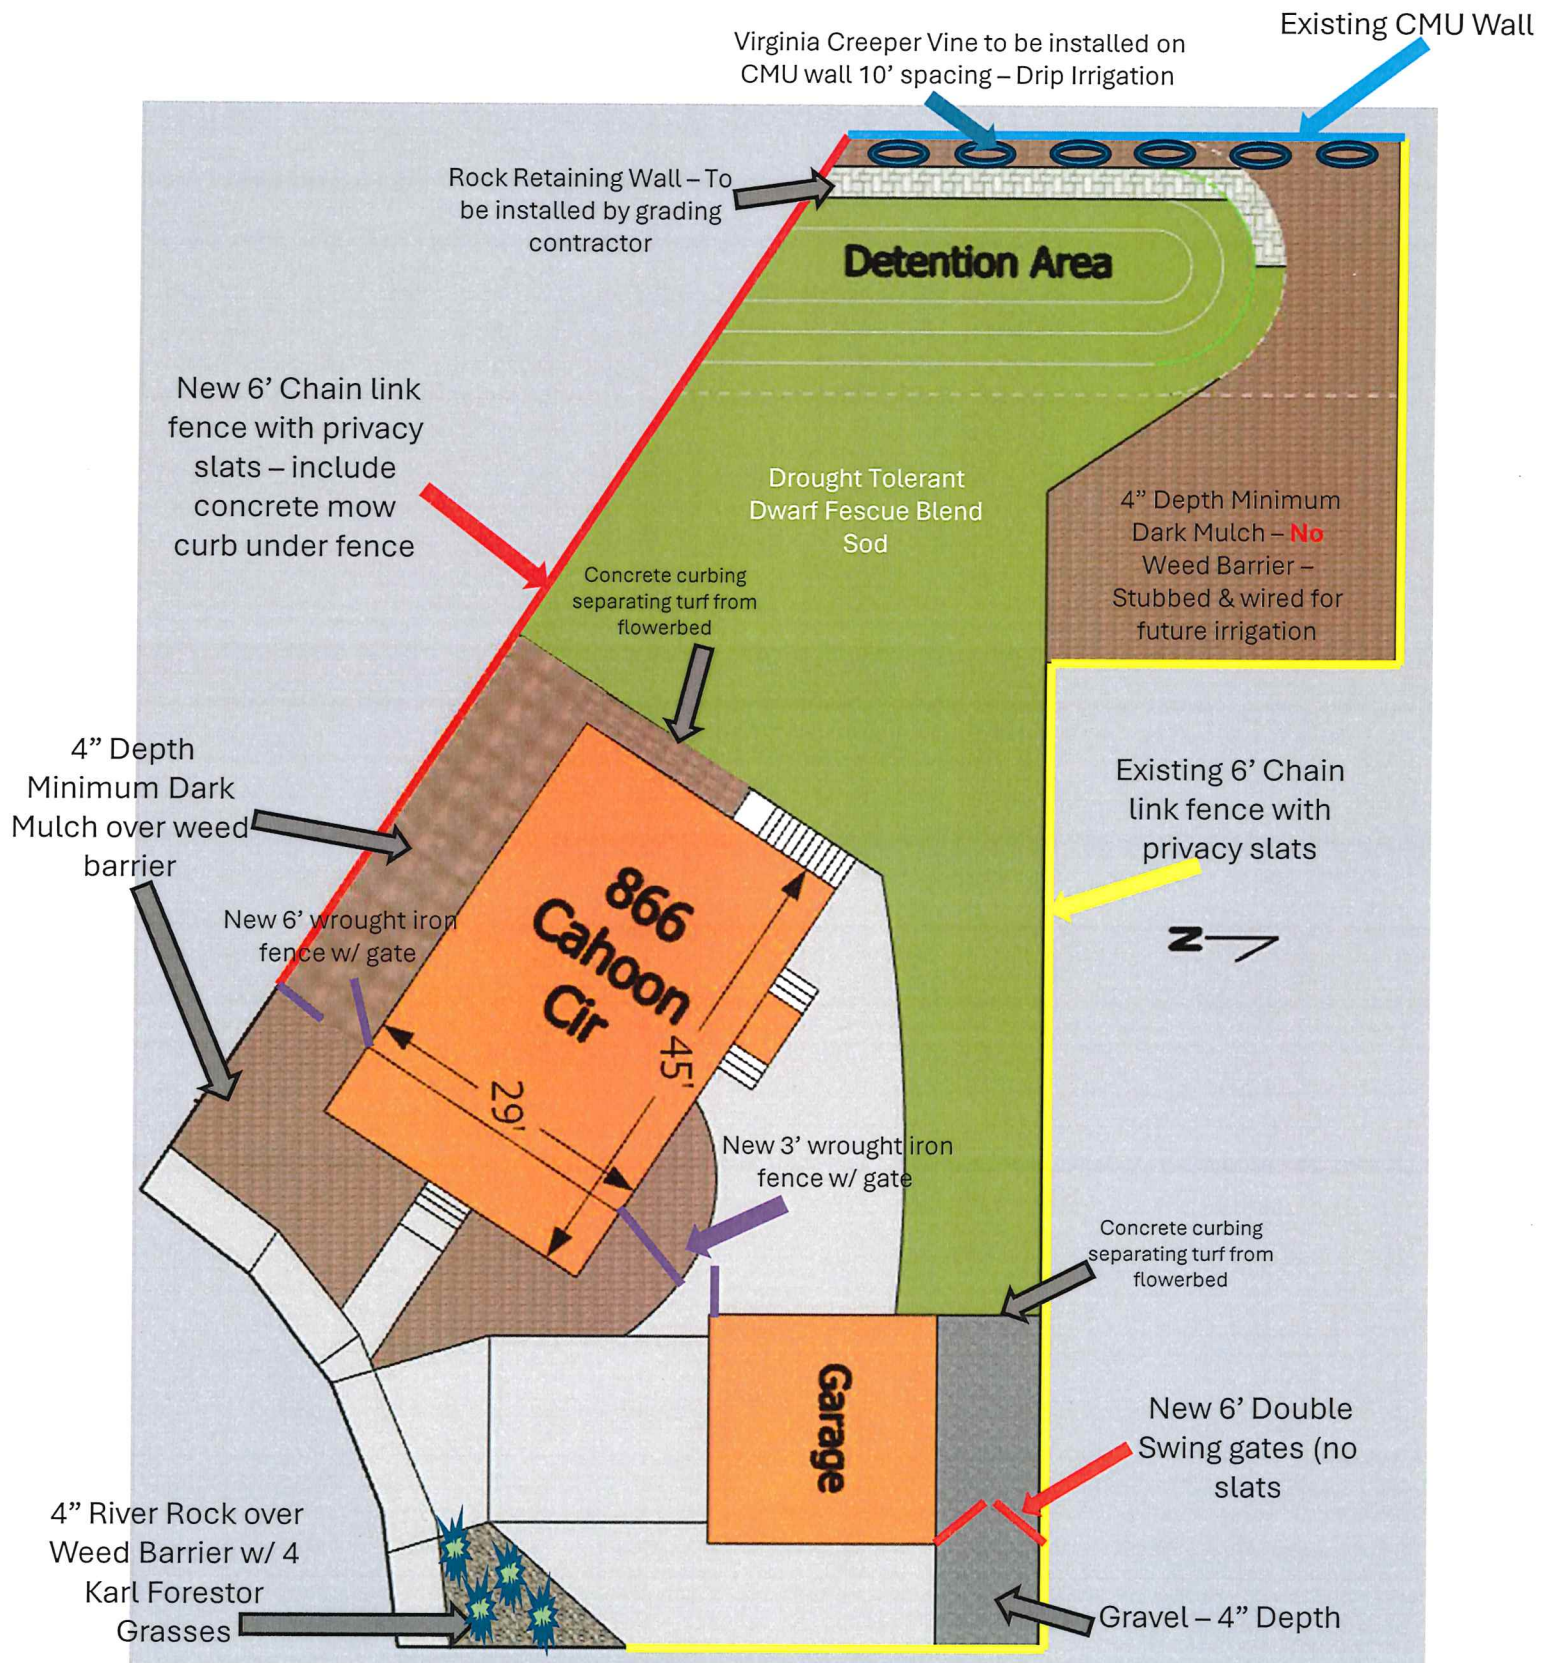 Existing CMU Wall
Virginia Creeper Vine to be installed on
CMU wall 10’ spacing – Drip Irrigation
Rock Retaining Wall – To
be installed by grading
contractor
Detention Area
New 6’ Chain link
fence with privacy
slats – include
concrete mow
curb under fence
Drought Tolerant
Dwarf Fescue Blend
Sod
4” Depth Minimum
Dark Mulch – No
Weed Barrier –
Stubbed & wired for
future irrigation
Concrete curbing
separating turf from
flowerbed
4” Depth
Minimum Dark
Mulch over weed
barrier
Existing 6’ Chain
link fence with
privacy slats
New 6’ wrought iron
fence w/ gate
866
Cahoon
Cir
N
45'
29'
New 3’ wrought iron
fence w/ gate
Concrete curbing
separating turf from
flowerbed
Garage
New 6’ Double
Swing gates (no
slats
4” River Rock over
Weed Barrier w/ 4
Karl Forestor
Grasses
Gravel – 4” Depth